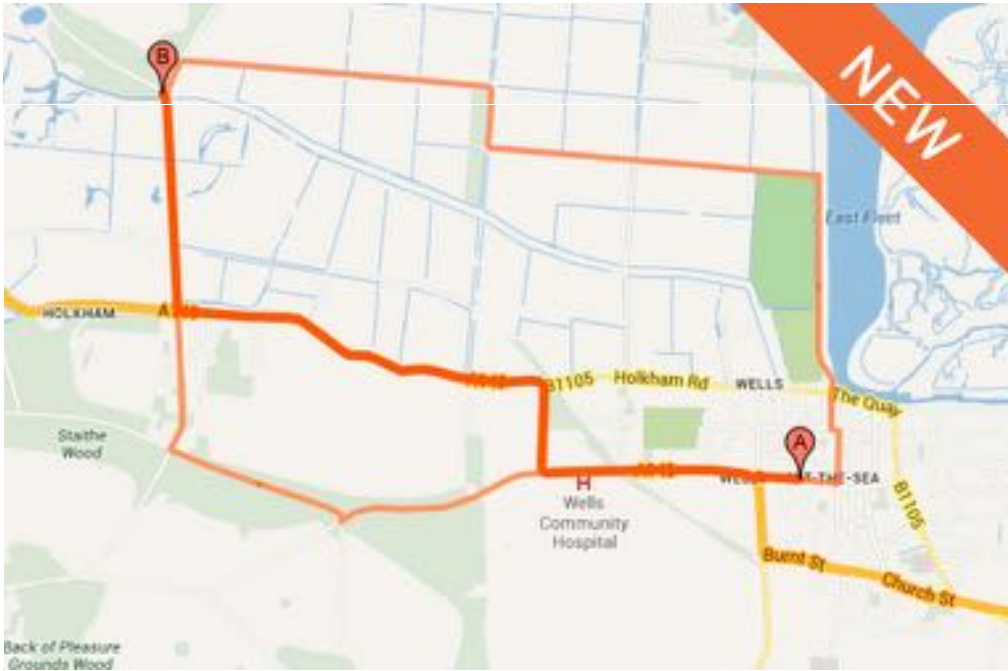 B
NEW
East Fleet
HOLKHAM
B1105
Holkham Rd
WELLS
The Quay
Staithe
Wood
A
H
Wells
Community
Hospital
B1105
Burnt St
Church St
Back of Pleasure
Grounds Wood